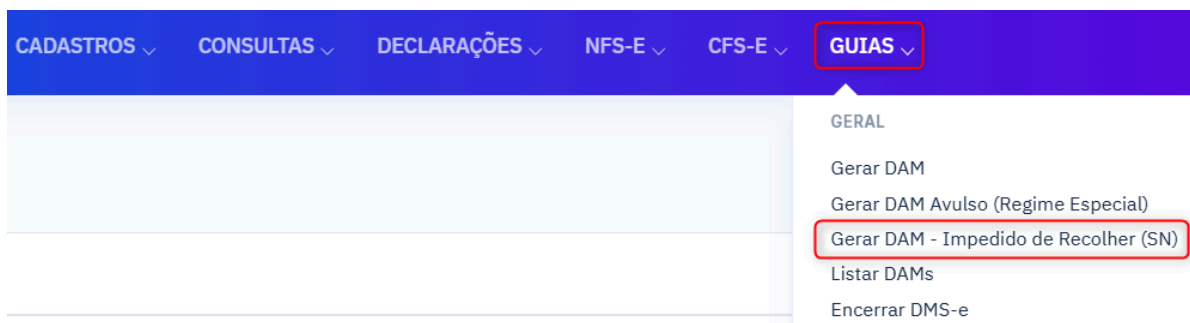 CADASTROS CONSULTAS DECLARAÇÕES NFS-E CFS-E GUIAS
GERAL
Gerar DAM
Gerar DAM Avulso (Regime Especial)
Gerar DAM - Impedido de Recolher (SN)
Listar DAMs
Encerrar DMS-e